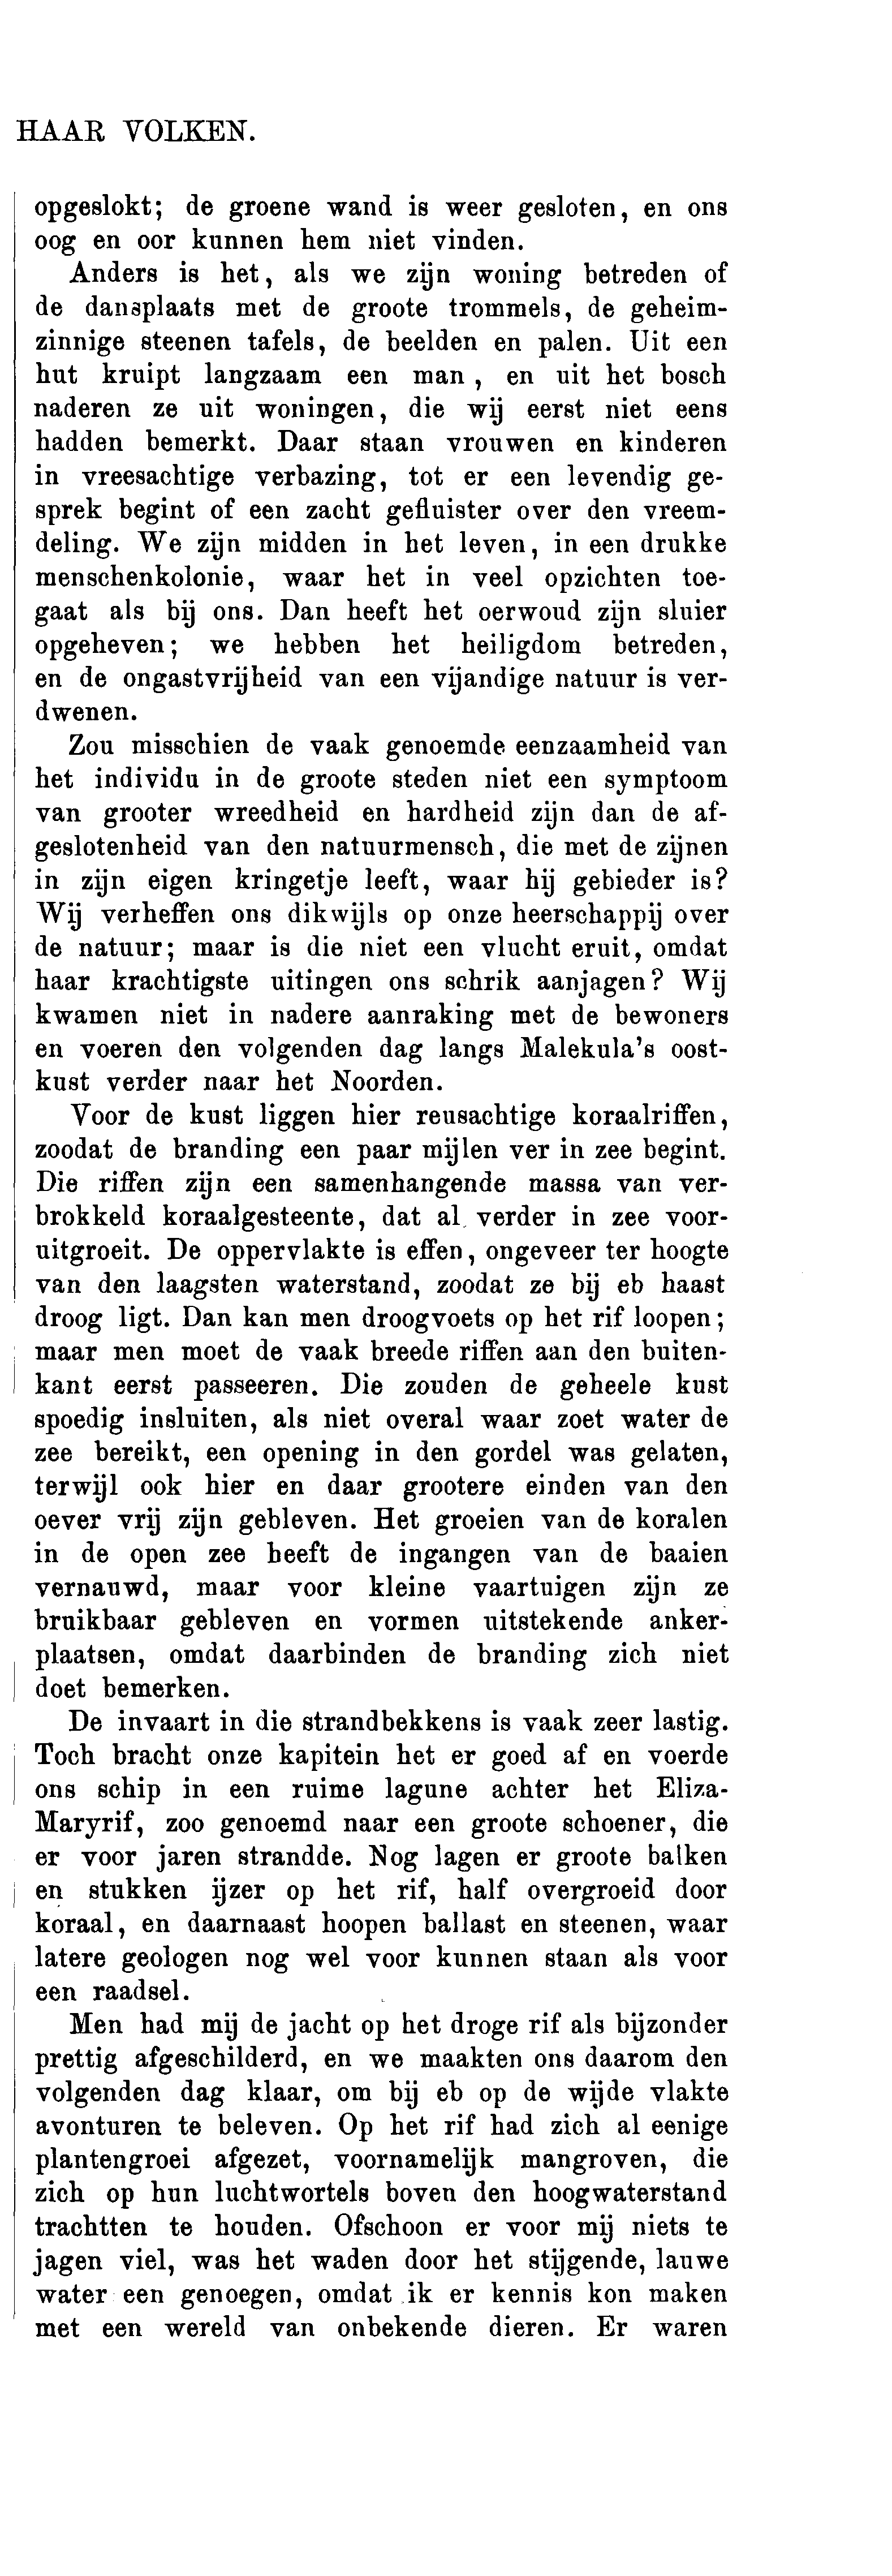 HAAR VOLKEN.
opgeslokt; de groene wand is weer gesloten, en ons
oog en oor kunnen hem niet vinden.
Anders is het, als we zijn woning betreden of
de dansplaats met de groote trommels, de geheim-
zinnige steenen tafels, de beelden en palen. Uit een
hut kruipt langzaam een man, en uit het bosch
naderen ze uit woningen, die wij eerst niet eens
hadden bemerkt. Daar staan vrouwen en kinderen
in vreesachtige verbazing, tot er een levendig ge-
sprek begint of een zacht gefluister over den vreem-
deling. We zijn midden in het leven, in een drukke
menschenkolonie, waar het in veel opzichten toe-
gaat als bij ons. Dan heeft het oerwoud zijn sluier
opgeheven; we hebben het heiligdom betreden,
en de ongastvrijheid van een vijandige natuur is ver-
dwenen.
Zou misschien de vaak genoemde eenzaamheid van
het individu in de groote steden niet een symptoom
van grooter wreedheid en hardheid zijn dan de af-
geslotenheid van den natuurmensch, die met de zijnen
in zijn eigen kringetje leeft, waar hij gebieder is?
Wij verheffen ons dikwijls op onze heerschappij over
de natuur; maar is die niet een vlucht eruit, omdat
haar krachtigste uitingen ons schrik aanjagen? Wij
kwamen niet in nadere aanraking met de bewoners
en voeren den volgenden dag langs Malekula's oost-
kust verder naar het Noorden.
Voor de kust liggen hier reusachtige koraalriffen,
zoodat de branding een paar mijlen ver in zee begint.
Die riffen zijn een samenhangende massa van ver-
brokkeld koraalgesteente, dat al verder in zee voor-
uitgroeit. De oppervlakte is effen, ongeveer ter hoogte
van den laagsten waterstand, zoodat ze bij eb haast
droog ligt. Dan kan men droogvoets op het rif loopen;
maar men moet de vaak breede riffen aan den buiten-
kant eerst passeeren. Die zouden de geheele kust
spoedig insluiten, als niet overal waar zoet water de
zee bereikt, een opening in den gordel was gelaten,
terwijl ook hier en daar grootere einden van den
oever vrij zijn gebleven. Het groeien van de koralen
in de open zee heeft de ingangen van de baaien
vernauwd, maar voor kleine vaartuigen zijn ze
bruikbaar gebleven en vormen uitstekende anker-
plaatsen, omdat daarbinden de branding zich niet
doet bemerken.
De invaart in die strandbekkens is vaak zeer lastig.
Toch bracht onze kapitein het er goed af en voerde
ons schip in een ruime lagune achter het Eliza-
Maryrif, zoo genoemd naar een groote schoener, die
er voor jaren strandde. Nog lagen er groote balken
en stukken ijzer op het rif, half overgroeid door
koraal, en daarnaast hoopen ballast en steenen, waar
latere geologen nog wel voor kunnen staan als voor
een raadsel.
Men had mij de jacht op het droge rif als bijzonder
prettig afgeschilderd, en we maakten ons daarom den
volgenden dag klaar, om bij eb op de wijde vlakte
avonturen te beleven. Op het rif had zich al eenige
plantengroei afgezet, voornamelijk mangroven, die
zich op hun luchtwortels boven den hoogwaterstand
trachtten te houden. Ofschoon er voor mij niets te
jagen viel, was het waden door het stijgende, lauwe
water een genoegen, omdat ik er kennis kon maken
met een wereld van onbekende dieren. Er waren